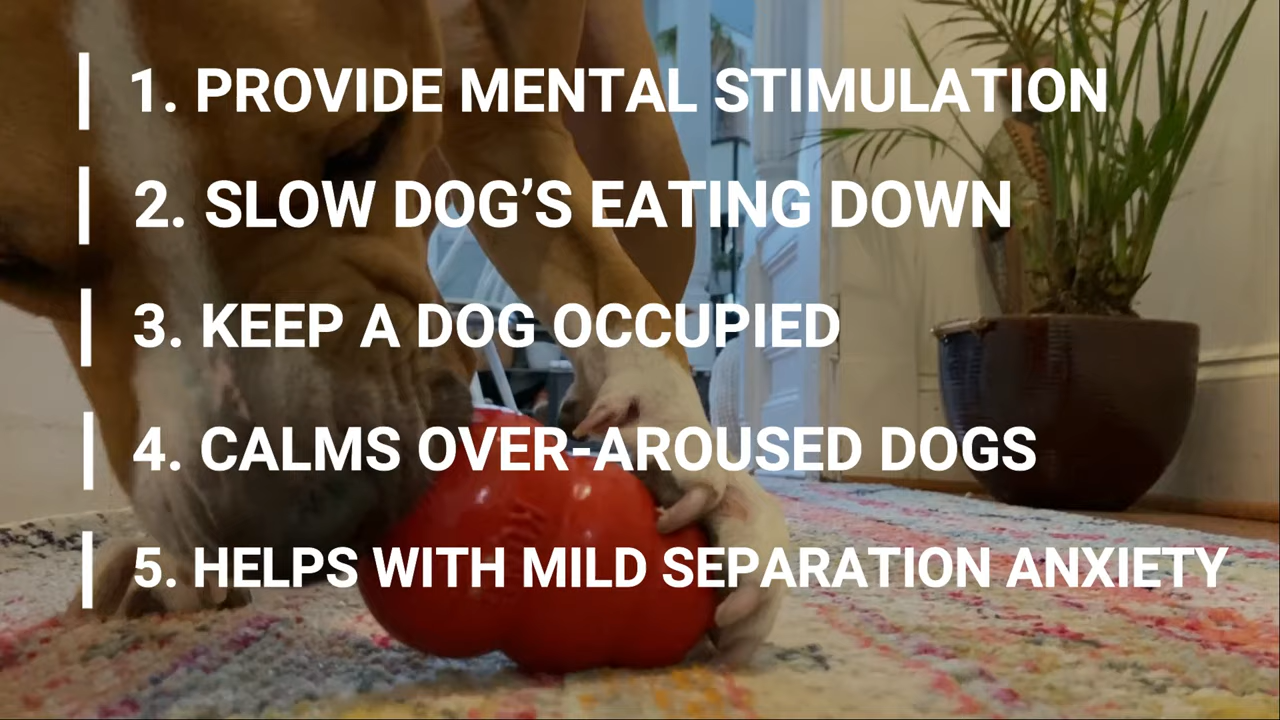 1. PROVIDE MENTAL STIMULATION
2. SLOW DOG’S EATING DOWN
3. KEEP A DOG OCCUPIED
4. CALMS OVER-AROUSED DOGS
5. HELPS WITH MILD SEPARATION ANXIETY